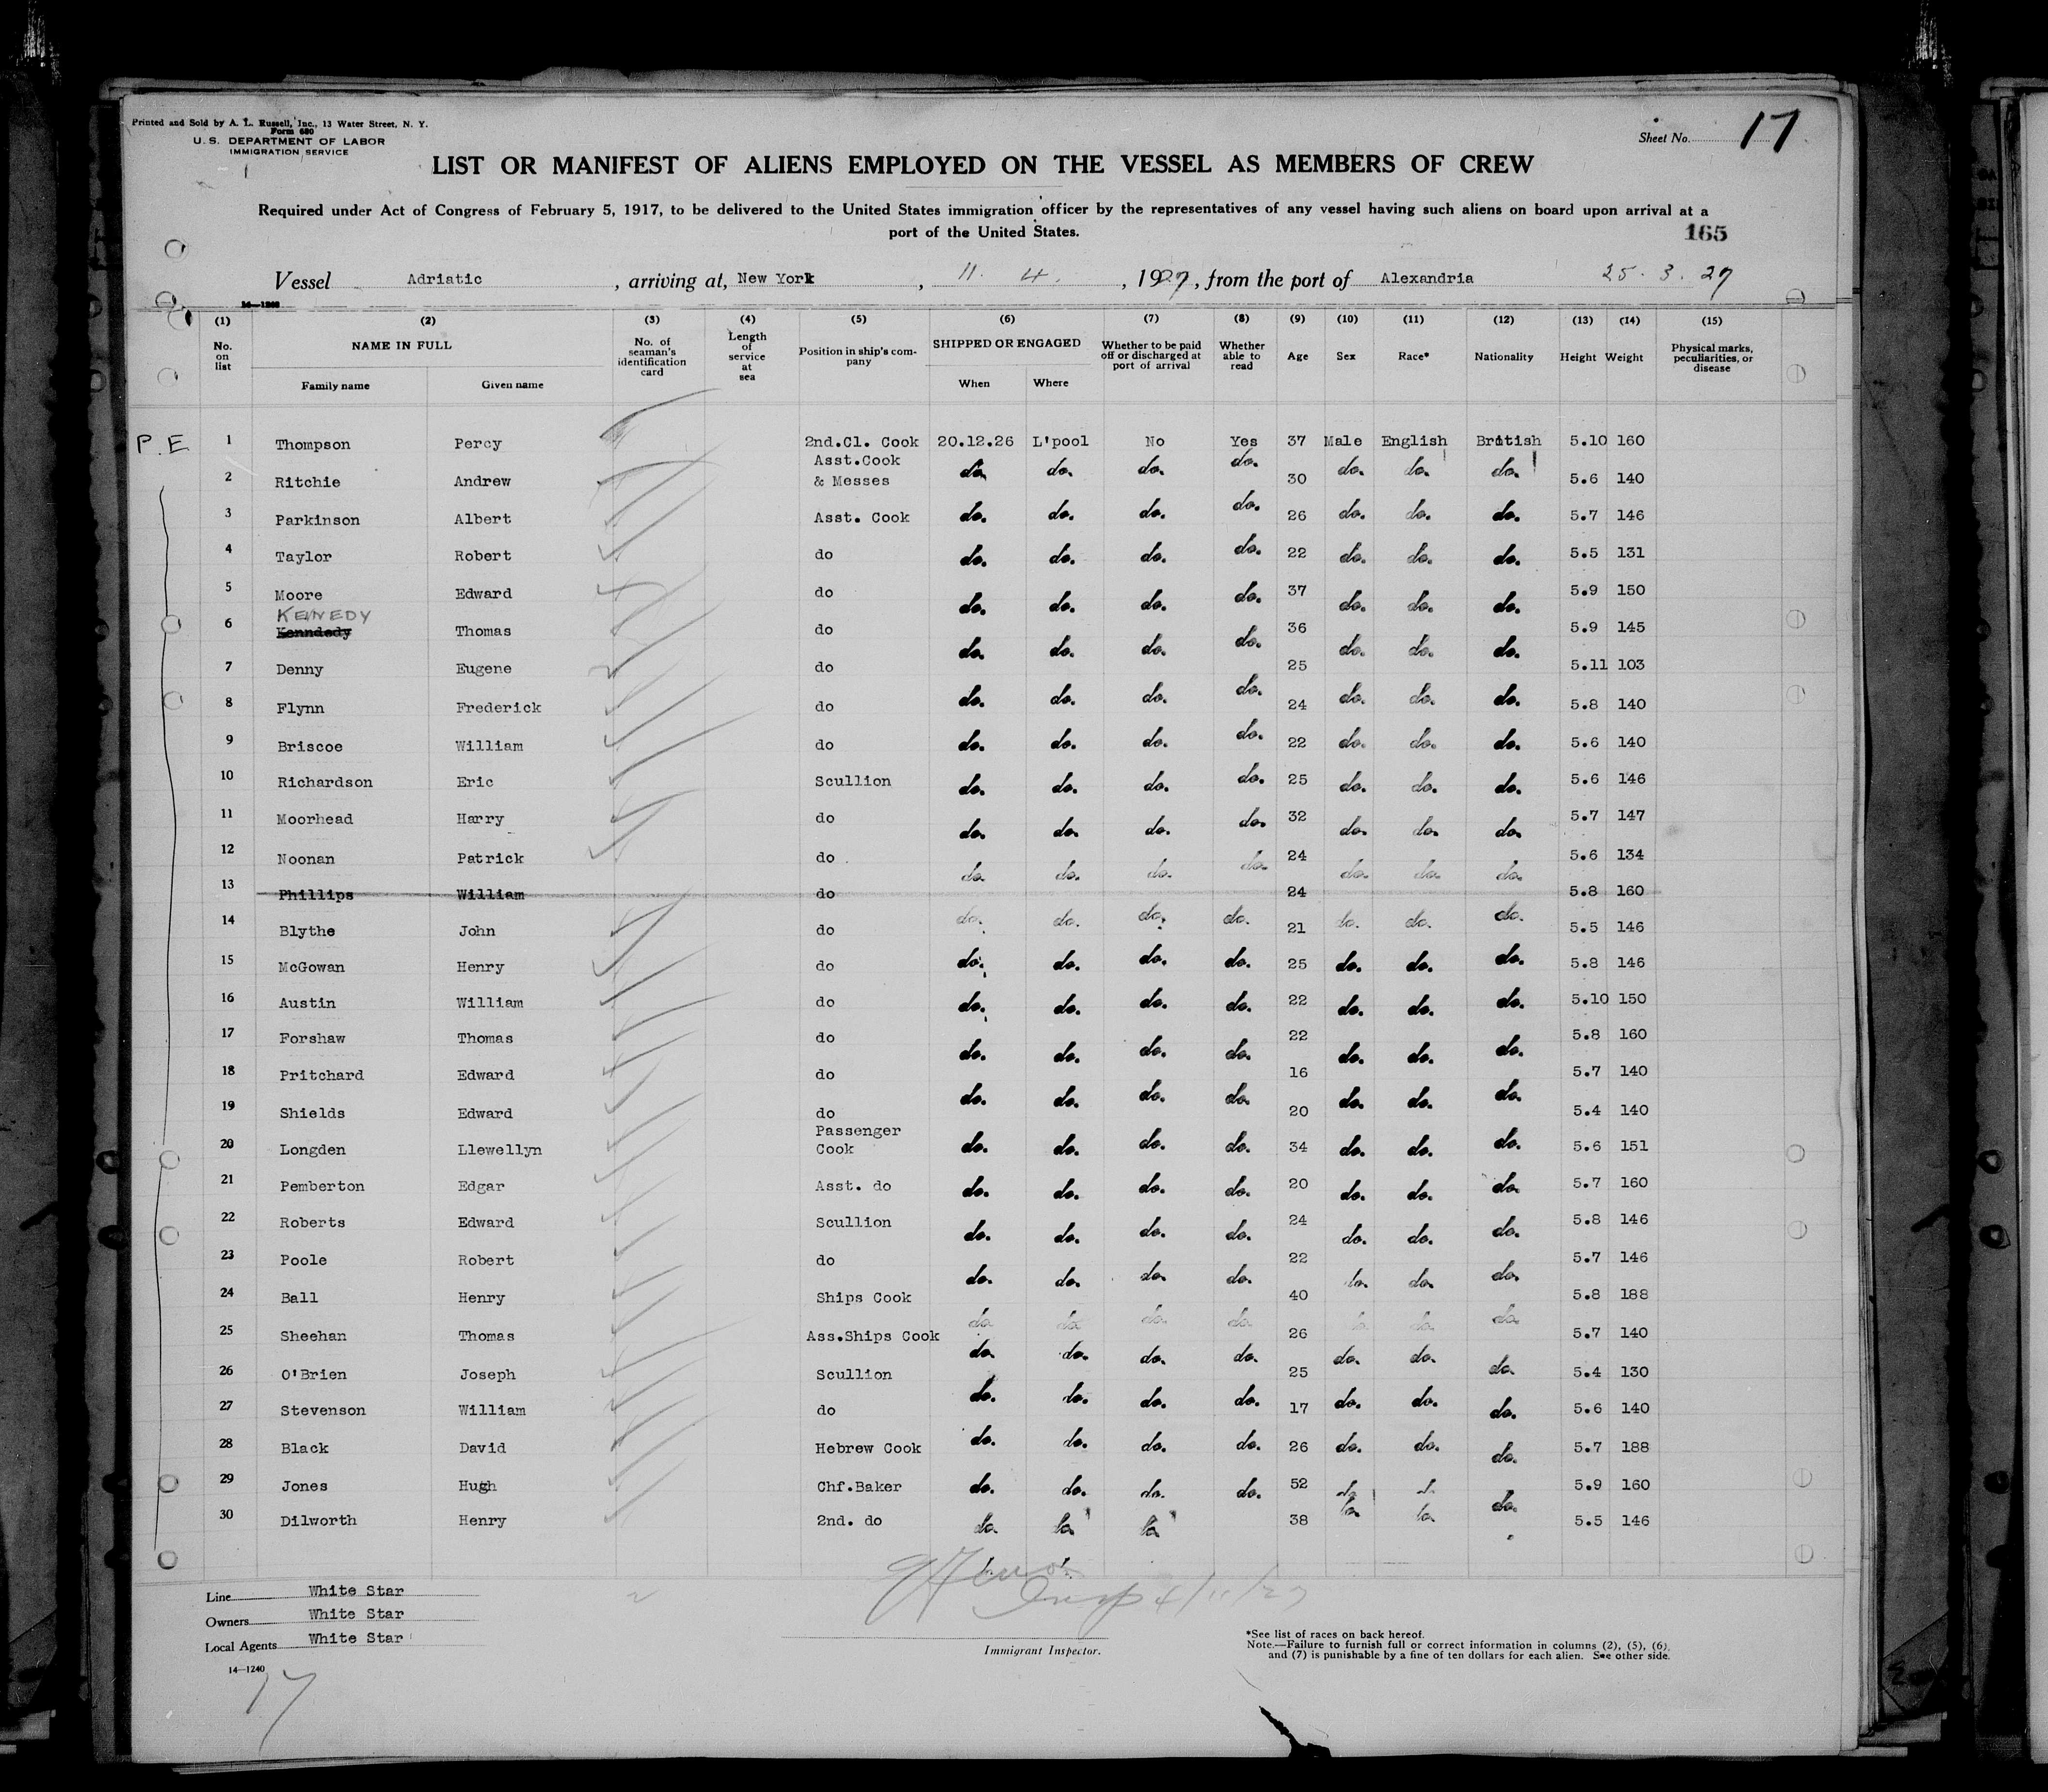 Printed and Sold by A. L. Russell, Inc., 13 Water Street, N. Y.
Form 680
U. S. DEPARTMENT OF LABOR
IMMIGRATION SERVICE
Sheet No. 17
LIST OR MANIFEST OF ALIENS EMPLOYED ON THE VESSEL AS MEMBERS OF CREW
Required under Act of Congress of February 5, 1917, to be delivered to the United States immigration officer by the representatives of any vessel having such aliens on board upon arrival at a
port of the United States.
165
Vessel Adriatic, arriving at, New York, 11. 4., 1927, from the port of Alexandria 25. 3. 27
(1) (2) (3) (4) (5) (6) (7) (8) (9) (10) (11) (12) (13) (14) (15)
No. on list NAME IN FULL Family name Given name No. of seaman's identification card Length of service at sea Position in ship's company SHIPPED OR ENGAGED When Where Whether to be paid off or discharged at port of arrival Whether able to read Age Sex Race* Nationality Height Weight Physical marks, peculiarities, or disease
P.E 1 Thompson Percy 2nd.Cl. Cook 20.12.26 L'pool No Yes 37 Male English British 5.10 160
2 Ritchie Andrew Asst.Cook & Messes do. do. do. do. 30 do. do. do. 5.6 140
3 Parkinson Albert Asst. Cook do. do. do. do. 26 do. do. do. 5.7 146
4 Taylor Robert do do. do. do. do. 22 do. do. do. 5.5 131
5 Moore Edward do do. do. do. do. 37 do. do. do. 5.9 150
KENNEDY
6 Kenndady Thomas do do. do. do. do. 36 do. do. do. 5.9 145
7 Denny Eugene do do. do. do. do. 25 do. do. do. 5.11 103
8 Flynn Frederick do do. do. do. do. 24 do. do. do. 5.8 140
9 Briscoe William do do. do. do. do. 22 do. do. do. 5.6 140
10 Richardson Eric Scullion do. do. do. do. 25 do. do. do. 5.6 146
11 Moorhead Harry do do. do. do. do. 32 do. do. do. 5.7 147
12 Noonan Patrick do do. do. do. do. 24 do. do. do. 5.6 134
13 Phillips William do 24 5.8 160
14 Blythe John do do. do. do. do. 21 do. do. do. 5.5 146
15 McGowan Henry do do. do. do. do. 25 do. do. do. 5.8 146
16 Austin William do do. do. do. do. 22 do. do. do. 5.10 150
17 Forshaw Thomas do do. do. do. do. 22 do. do. do. 5.8 160
18 Pritchard Edward do do. do. do. do. 16 do. do. do. 5.7 140
19 Shields Edward do 20 5.4 140
20 Longden Llewellyn Passenger Cook do. do. do. do. 34 do. do. do. 5.6 151
21 Pemberton Edgar Asst. do do. do. do. do. 20 do. do. do. 5.7 160
22 Roberts Edward Scullion do. do. do. do. 24 do. do. do. 5.8 146
23 Poole Robert do do. do. do. do. 22 do. do. do. 5.7 146
24 Ball Henry Ships Cook do. do. do. do. 40 do. do. do. 5.8 188
25 Sheehan Thomas Ass.Ships Cook do. do. do. do. 26 do. do. do. 5.7 140
26 O'Brien Joseph Scullion do. do. do. do. 25 do. do. do. 5.4 130
27 Stevenson William do do. do. do. do. 17 do. do. do. 5.6 140
28 Black David Hebrew Cook do. do. do. do. 26 do. do. do. 5.7 188
29 Jones Hugh Chf.Baker do. do. do. do. 52 do. do. do. 5.9 160
30 Dilworth Henry 2nd. do do. do. do. 38 do. do. 5.5 146
Insp 4/11/27
Line White Star
Owners White Star
Local Agents White Star
Immigrant Inspector.
*See list of races on back hereof.
Note.—Failure to furnish full or correct information in columns (2), (5), (6),
and (7) is punishable by a fine of ten dollars for each alien. See other side.
14—1240
17